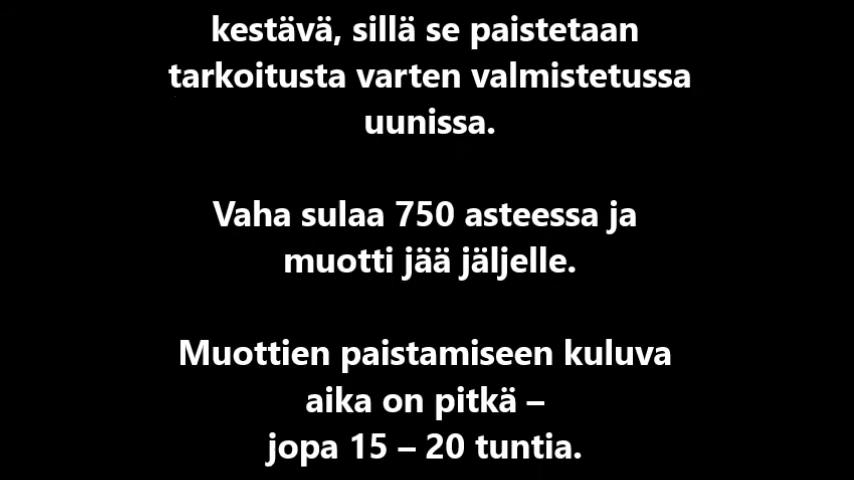 kestävä, sillä se paistetaan
tarkoitusta varten valmistetussa
uunissa.
Vaha sulaa 750 asteessa ja
muotti jää jäljelle.
Muottien paistamiseen kuluva
aika on pitkä –
jopa 15 – 20 tuntia.